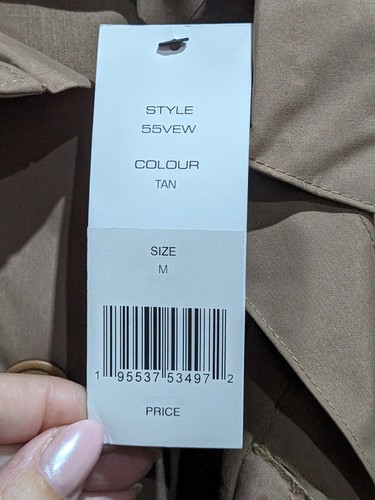 STYLE
55VEW
COLOUR
TAN
SIZE
M
1 95537 53497 2
PRICE